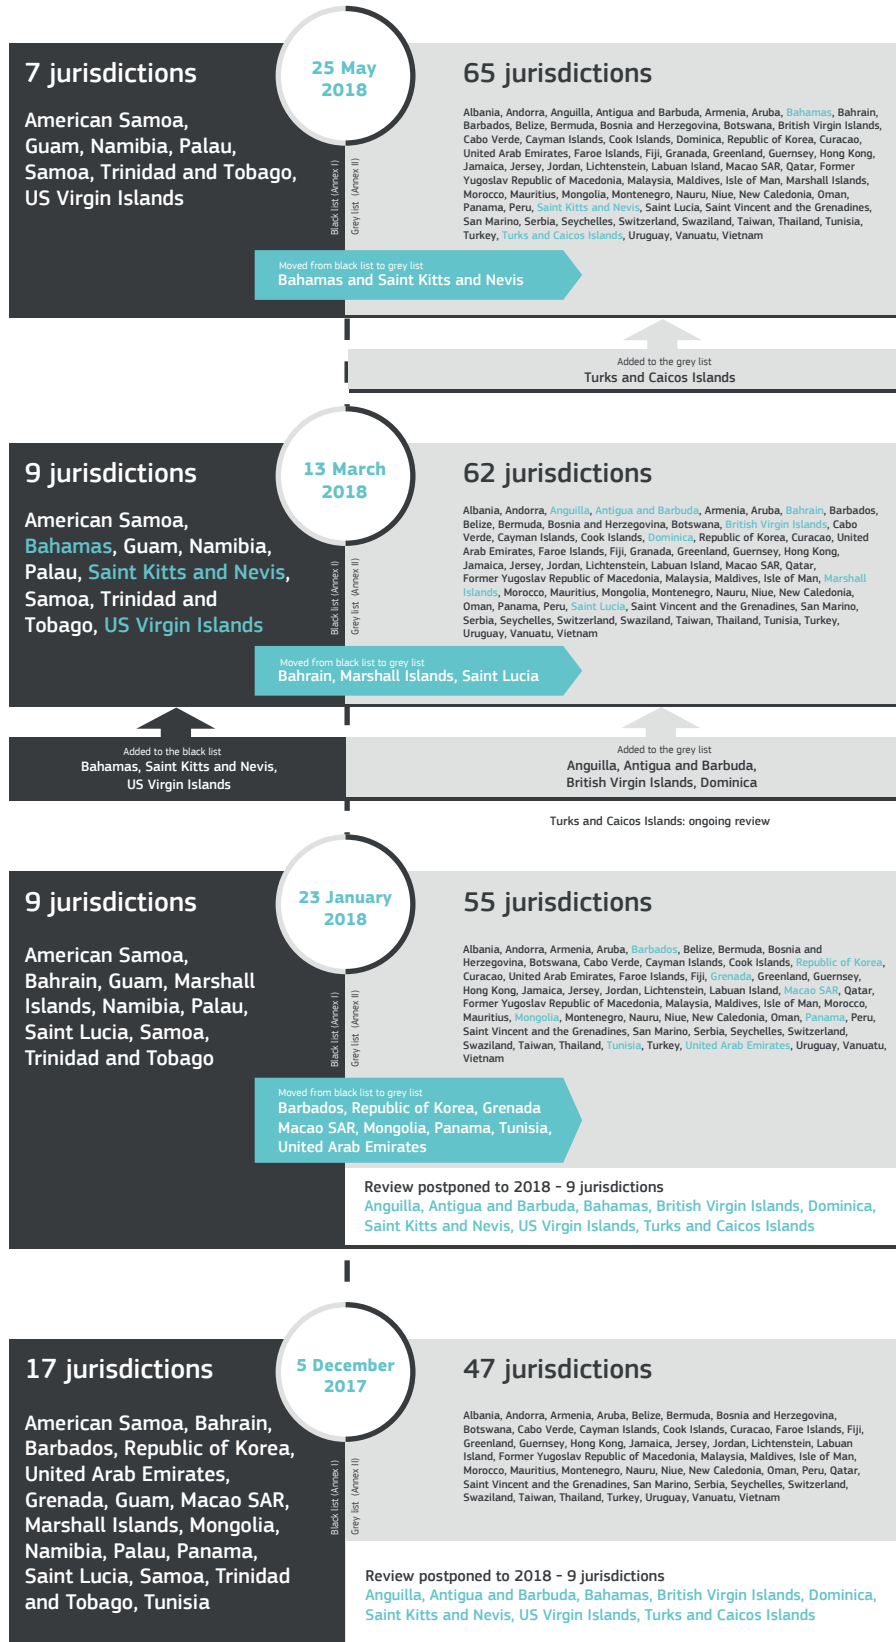 7 jurisdictions
American Samoa,
Guam, Namibia, Palau,
Samoa, Trinidad and Tobago,
US Virgin Islands
25 May
2018
Black list (Annex I)
Grey list (Annex II)
65 jurisdictions
Albania, Andorra, Anguilla, Antigua and Barbuda, Armenia, Aruba, Bahamas, Bahrain,
Barbados, Belize, Bermuda, Bosnia and Herzegovina, Botswana, British Virgin Islands,
Cabo Verde, Cayman Islands, Cook Islands, Dominica, Republic of Korea, Curacao,
United Arab Emirates, Faroe Islands, Fiji, Granada, Greenland, Guernsey, Hong Kong,
Jamaica, Jersey, Jordan, Lichtenstein, Labuan Island, Macao SAR, Qatar, Former
Yugoslav Republic of Macedonia, Malaysia, Maldives, Isle of Man, Marshall Islands,
Morocco, Mauritius, Mongolia, Montenegro, Nauru, Niue, New Caledonia, Oman,
Panama, Peru, Saint Kitts and Nevis, Saint Lucia, Saint Vincent and the Grenadines,
San Marino, Serbia, Seychelles, Switzerland, Swaziland, Taiwan, Thailand, Tunisia,
Turkey, Turks and Caicos Islands, Uruguay, Vanuatu, Vietnam
Moved from black list to grey list
Bahamas and Saint Kitts and Nevis
Added to the grey list
Turks and Caicos Islands
9 jurisdictions
American Samoa,
Bahamas, Guam, Namibia,
Palau, Saint Kitts and Nevis,
Samoa, Trinidad and
Tobago, US Virgin Islands
13 March
2018
Black list (Annex I)
Grey list (Annex II)
62 jurisdictions
Albania, Andorra, Anguilla, Antigua and Barbuda, Armenia, Aruba, Bahrain, Barbados,
Belize, Bermuda, Bosnia and Herzegovina, Botswana, British Virgin Islands, Cabo
Verde, Cayman Islands, Cook Islands, Dominica, Republic of Korea, Curacao, United
Arab Emirates, Faroe Islands, Fiji, Granada, Greenland, Guernsey, Hong Kong,
Jamaica, Jersey, Jordan, Lichtenstein, Labuan Island, Macao SAR, Qatar,
Former Yugoslav Republic of Macedonia, Malaysia, Maldives, Isle of Man, Marshall
Islands, Morocco, Mauritius, Mongolia, Montenegro, Nauru, Niue, New Caledonia,
Oman, Panama, Peru, Saint Lucia, Saint Vincent and the Grenadines, San Marino,
Serbia, Seychelles, Switzerland, Swaziland, Taiwan, Thailand, Tunisia, Turkey,
Uruguay, Vanuatu, Vietnam
Moved from black list to grey list
Bahrain, Marshall Islands, Saint Lucia
Added to the black list
Bahamas, Saint Kitts and Nevis,
US Virgin Islands
Added to the grey list
Anguilla, Antigua and Barbuda,
British Virgin Islands, Dominica
Turks and Caicos Islands: ongoing review
9 jurisdictions
American Samoa,
Bahrain, Guam, Marshall
Islands, Namibia, Palau,
Saint Lucia, Samoa,
Trinidad and Tobago
23 January
2018
Black list (Annex I)
Grey list (Annex II)
55 jurisdictions
Albania, Andorra, Armenia, Aruba, Barbados, Belize, Bermuda, Bosnia and
Herzegovina, Botswana, Cabo Verde, Cayman Islands, Cook Islands, Republic of Korea,
Curacao, United Arab Emirates, Faroe Islands, Fiji, Grenada, Greenland, Guernsey,
Hong Kong, Jamaica, Jersey, Jordan, Lichtenstein, Labuan Island, Macao SAR, Qatar,
Former Yugoslav Republic of Macedonia, Malaysia, Maldives, Isle of Man, Morocco,
Mauritius, Mongolia, Montenegro, Nauru, Niue, New Caledonia, Oman, Panama, Peru,
Saint Vincent and the Grenadines, San Marino, Serbia, Seychelles, Switzerland,
Swaziland, Taiwan, Thailand, Tunisia, Turkey, United Arab Emirates, Uruguay, Vanuatu,
Vietnam
Moved from black list to grey list
Barbados, Republic of Korea, Grenada
Macao SAR, Mongolia, Panama, Tunisia,
United Arab Emirates
Review postponed to 2018 - 9 jurisdictions
Anguilla, Antigua and Barbuda, Bahamas, British Virgin Islands, Dominica,
Saint Kitts and Nevis, US Virgin Islands, Turks and Caicos Islands
17 jurisdictions
American Samoa, Bahrain,
Barbados, Republic of Korea,
United Arab Emirates,
Grenada, Guam, Macao SAR,
Marshall Islands, Mongolia,
Namibia, Palau, Panama,
Saint Lucia, Samoa, Trinidad
and Tobago, Tunisia
5 December
2017
Black list (Annex I)
Grey list (Annex II)
47 jurisdictions
Albania, Andorra, Armenia, Aruba, Belize, Bermuda, Bosnia and Herzegovina,
Botswana, Cabo Verde, Cayman Islands, Cook Islands, Curacao, Faroe Islands, Fiji,
Greenland, Guernsey, Hong Kong, Jamaica, Jersey, Jordan, Lichtenstein, Labuan
Island, Former Yugoslav Republic of Macedonia, Malaysia, Maldives, Isle of Man,
Morocco, Mauritius, Montenegro, Nauru, Niue, New Caledonia, Oman, Peru, Qatar,
Saint Vincent and the Grenadines, San Marino, Serbia, Seychelles, Switzerland,
Swaziland, Taiwan, Thailand, Turkey, Uruguay, Vanuatu, Vietnam
Review postponed to 2018 - 9 jurisdictions
Anguilla, Antigua and Barbuda, Bahamas, British Virgin Islands, Dominica,
Saint Kitts and Nevis, US Virgin Islands, Turks and Caicos Islands